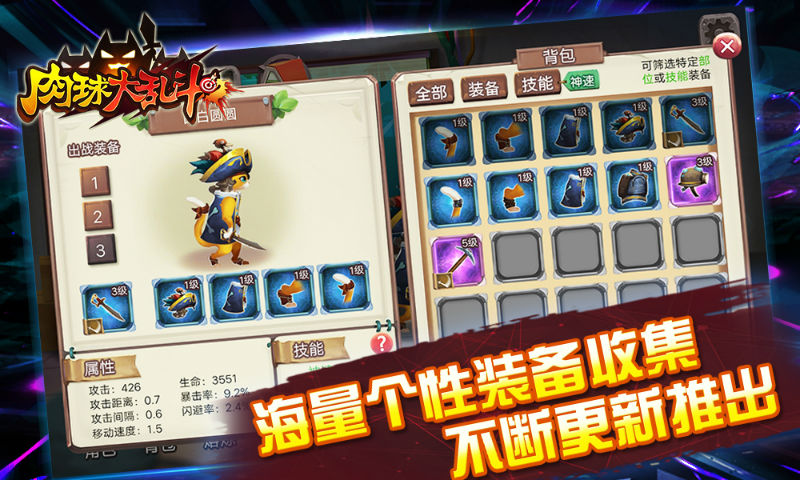 肉球大乱斗
白圆圆
出战装备
1
2
3
3级
1级
1级
1级
1级
属性
攻击：426
攻击距离：0.7
攻击间隔：0.6
移动速度：1.5
生命：3551
暴击率：9.2%
闪避率：2.4
技能
?
背包
全部
装备
技能
神速
可筛选特定部
位或技能装备
1级
1级
1级
1级
3级
1级
1级
1级
1级
3级
5级
海量个性装备收集
不断更新推出